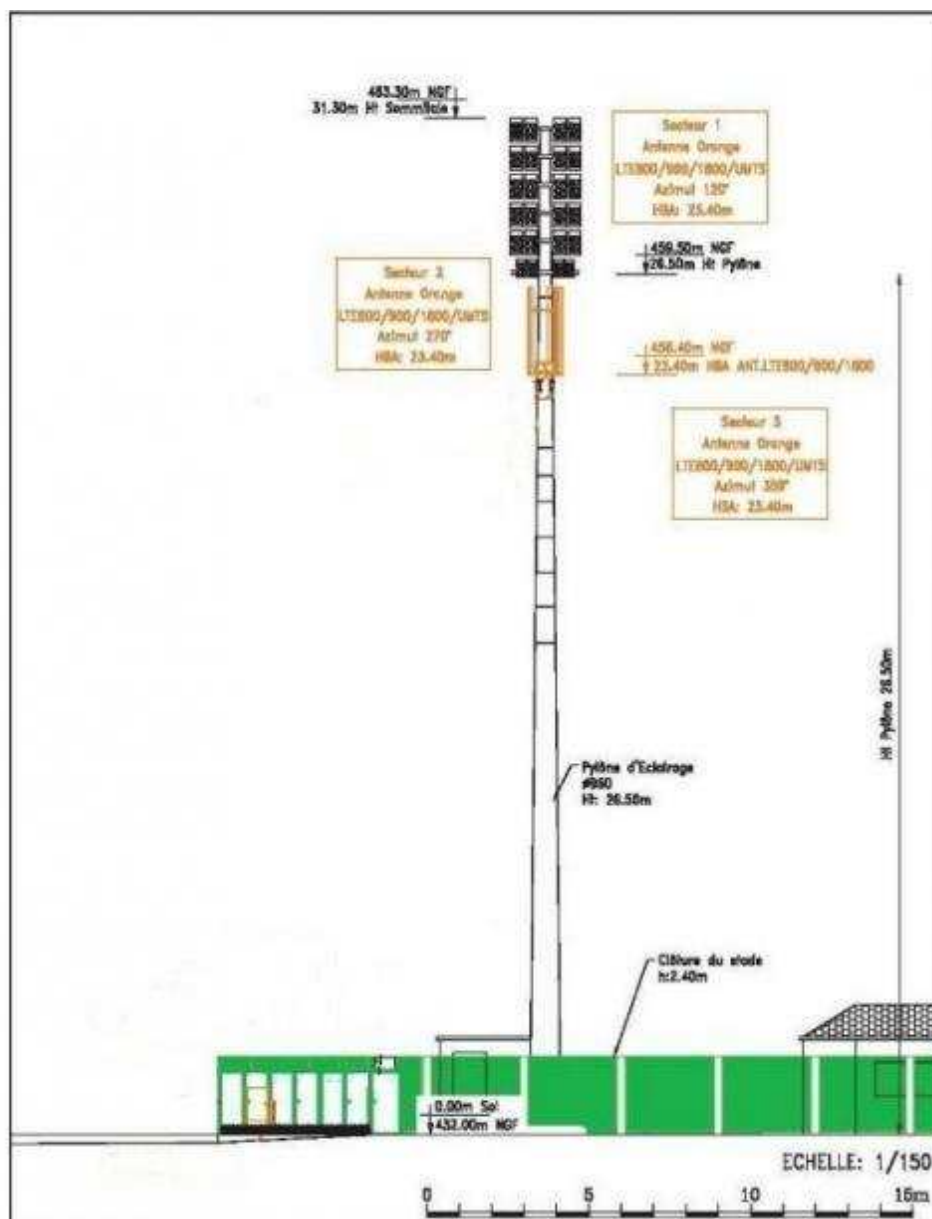 463.30m NGF
31.30m Ht Sommitale
Secteur 1
Antenne Orange
LTE800/900/1800/UMTS
Azimut 120°
HBA: 23.40m
459.50m NGF
26.50m Ht Pylône
Secteur 2
Antenne Orange
LTE800/900/1800/UMTS
Azimut 270°
HBA: 23.40m
456.40m NGF
23.40m HBA ANT.LTE800/900/1800
Secteur 3
Antenne Orange
LTE800/900/1800/UMTS
Azimut
HBA: 23.40m
Ht Pylône 26.50m
Pylône d'Eclairage
Ht: 26.50m
Clôture du stade
h:2.40m
0.00m Sol
432.00m NGF
ECHELLE: 1/150
0 5 10 15m